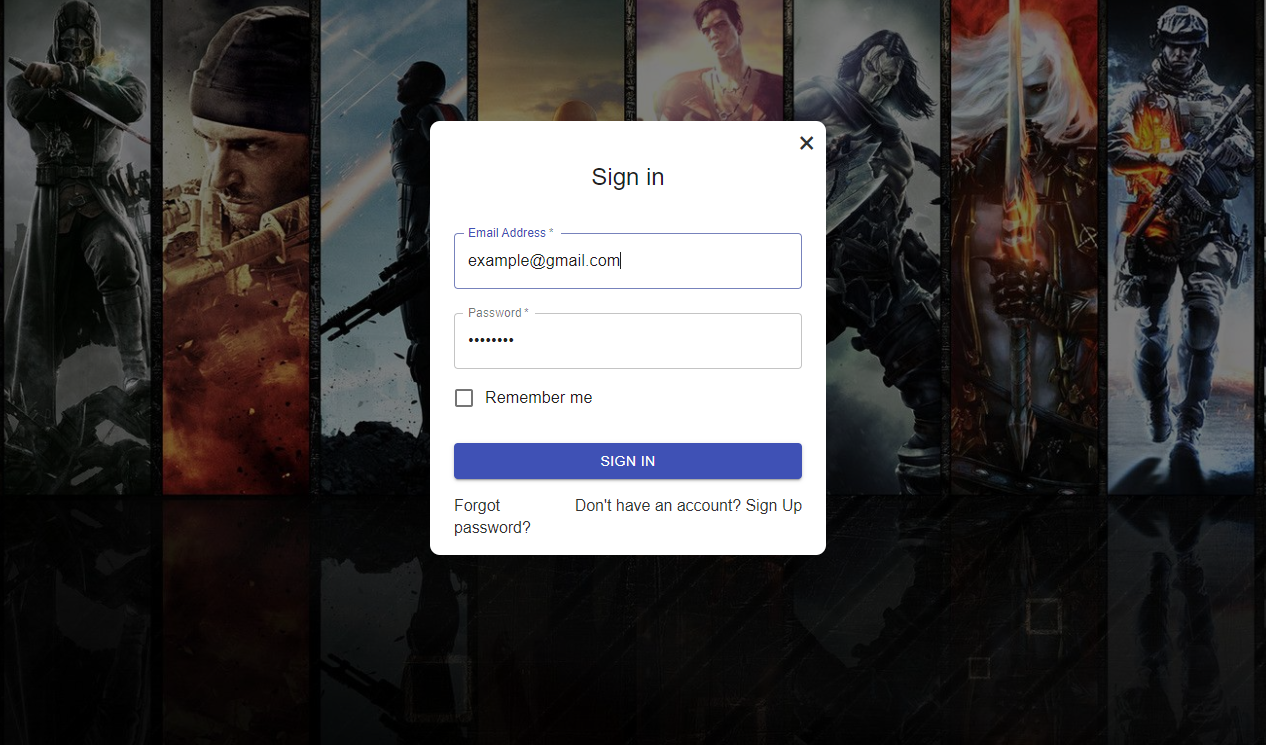 Sign in
Email Address *
example@gmail.com
Password *
••••••••
Remember me
SIGN IN
Forgot password?
Don't have an account? Sign Up